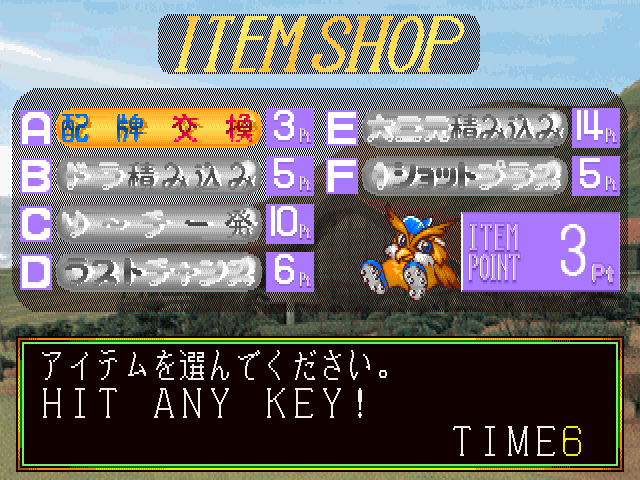 ITEM SHOP
A 配牌交換 3Pt
B ドラ積み込み 5Pt
C リーチ一発 10Pt
D ラストチャンス 6Pt
E 大三元積み込み 14Pt
F 1ショットプラス 5Pt
ITEM POINT 3Pt
アイテムを選んでください。
HIT ANY KEY!
TIME6